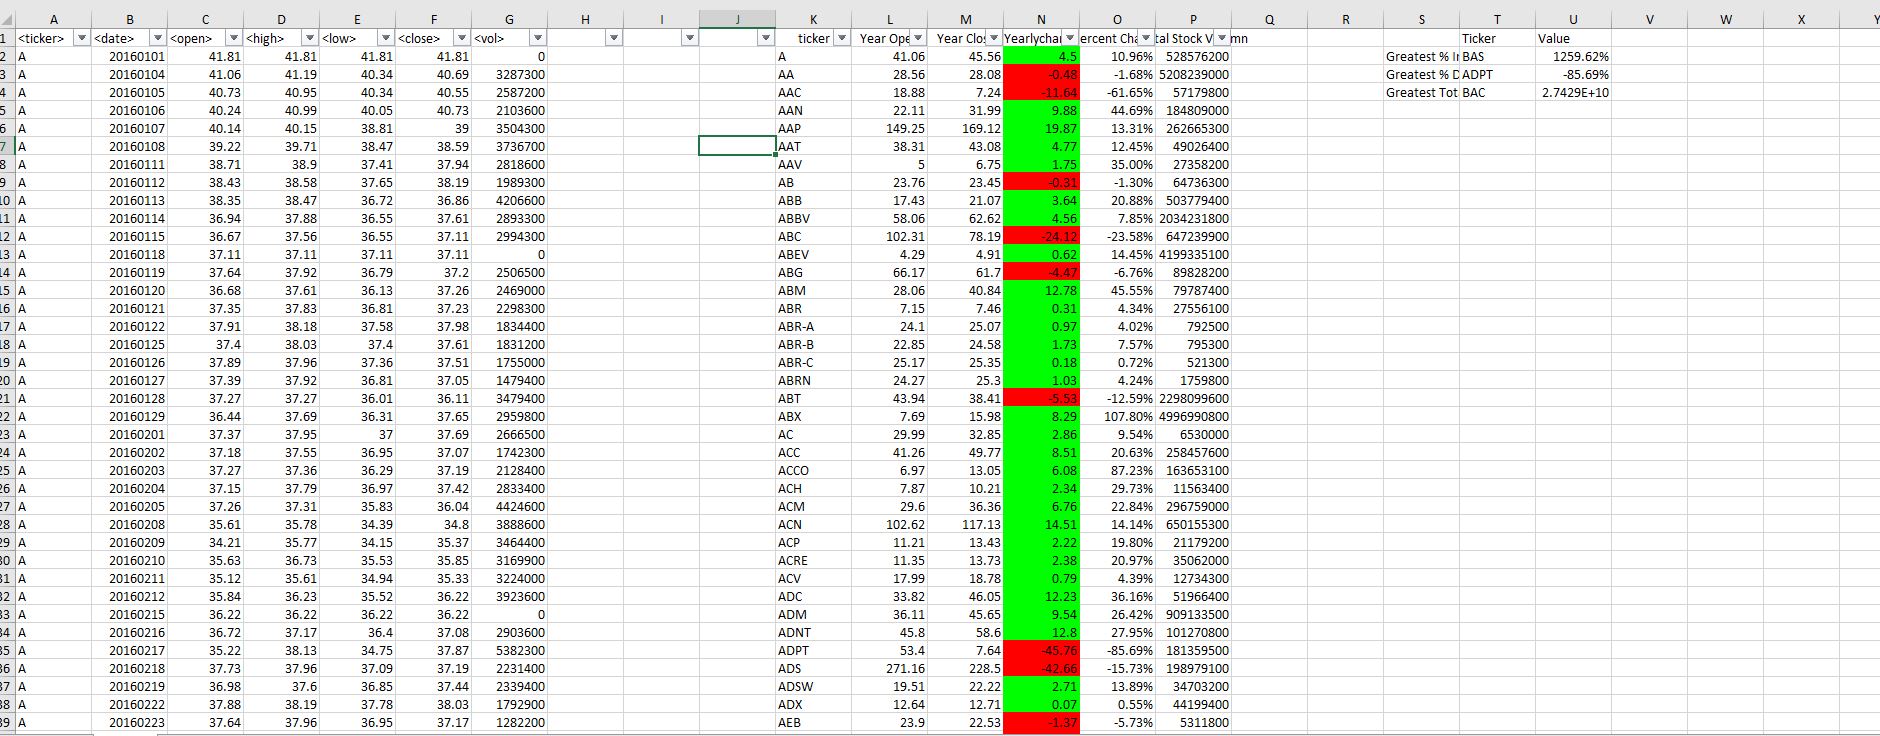 A B C D E F G H I J K L M N O P Q R S T U V W X Y
1 <ticker> <date> <open> <high> <low> <close> <vol> ticker Year Ope Year Clos Yearlychar ercent Cha tal Stock V mn Ticker Value
2 A 20160101 41.81 41.81 41.81 41.81 0 A 41.06 45.56 4.5 10.96% 528576200 Greatest % I BAS 1259.62%
3 A 20160104 41.06 41.19 40.34 40.69 3287300 AA 28.56 28.08 -0.48 -1.68% 5208239000 Greatest % D ADPT -85.69%
4 A 20160105 40.73 40.95 40.34 40.55 2587200 AAC 18.88 7.24 -11.64 -61.65% 57179800 Greatest Tot BAC 2.7429E+10
5 A 20160106 40.24 40.99 40.05 40.73 2103600 AAN 22.11 31.99 9.88 44.69% 184809000
6 A 20160107 40.14 40.15 38.81 39 3504300 AAP 149.25 169.12 19.87 13.31% 262665300
7 A 20160108 39.22 39.71 38.47 38.59 3736700 AAT 38.31 43.08 4.77 12.45% 49026400
8 A 20160111 38.71 38.9 37.41 37.94 2818600 AAV 5 6.75 1.75 35.00% 27358200
9 A 20160112 38.43 38.58 37.65 38.19 1989300 AB 23.76 23.45 -0.31 -1.30% 64736300
10 A 20160113 38.35 38.47 36.72 36.86 4206600 ABB 17.43 21.07 3.64 20.88% 503779400
11 A 20160114 36.94 37.88 36.55 37.61 2893300 ABBV 58.06 62.62 4.56 7.85% 2034231800
12 A 20160115 36.67 37.56 36.55 37.11 2994300 ABC 102.31 78.19 -24.12 -23.58% 647239900
13 A 20160118 37.11 37.11 37.11 37.11 0 ABEV 4.29 4.91 0.62 14.45% 4199335100
14 A 20160119 37.64 37.92 36.79 37.2 2506500 ABG 66.17 61.7 -4.47 -6.76% 89828200
15 A 20160120 36.68 37.61 36.13 37.26 2469000 ABM 28.06 40.84 12.78 45.55% 79787400
16 A 20160121 37.35 37.83 36.81 37.23 2298300 ABR 7.15 7.46 0.31 4.34% 27556100
17 A 20160122 37.91 38.18 37.58 37.98 1834400 ABR-A 24.1 25.07 0.97 4.02% 792500
18 A 20160125 37.4 38.03 37.4 37.61 1831200 ABR-B 22.85 24.58 1.73 7.57% 795300
19 A 20160126 37.89 37.96 37.36 37.51 1755000 ABR-C 25.17 25.35 0.18 0.72% 521300
20 A 20160127 37.39 37.92 36.81 37.05 1479400 ABRN 24.27 25.3 1.03 4.24% 1759800
21 A 20160128 37.27 37.27 36.01 36.11 3479400 ABT 43.94 38.41 -5.53 -12.59% 2298099600
22 A 20160129 36.44 37.69 36.31 37.65 2959800 ABX 7.69 15.98 8.29 107.80% 4996990800
23 A 20160201 37.37 37.95 37 37.69 2666500 AC 29.99 32.85 2.86 9.54% 6530000
24 A 20160202 37.18 37.55 36.95 37.07 1742300 ACC 41.26 49.77 8.51 20.63% 258457600
25 A 20160203 37.27 37.36 36.29 37.19 2128400 ACCO 6.97 13.05 6.08 87.23% 163653100
26 A 20160204 37.15 37.79 36.97 37.42 2833400 ACH 7.87 10.21 2.34 29.73% 11563400
27 A 20160205 37.26 37.31 35.83 36.04 4424600 ACM 29.6 36.36 6.76 22.84% 296759000
28 A 20160208 35.61 35.78 34.39 34.8 3888600 ACN 102.62 117.13 14.51 14.14% 650155300
29 A 20160209 34.21 35.77 34.15 35.37 3464400 ACP 11.21 13.43 2.22 19.80% 21179200
30 A 20160210 35.63 36.73 35.53 35.85 3169900 ACRE 11.35 13.73 2.38 20.97% 35062000
31 A 20160211 35.12 35.61 34.94 35.33 3224000 ACV 17.99 18.78 0.79 4.39% 12734300
32 A 20160212 35.84 36.23 35.52 36.22 3923600 ADC 33.82 46.05 12.23 36.16% 51966400
33 A 20160215 36.22 36.22 36.22 36.22 0 ADM 36.11 45.65 9.54 26.42% 909133500
34 A 20160216 36.72 37.17 36.4 37.08 2903600 ADNT 45.8 58.6 12.8 27.95% 101270800
35 A 20160217 35.22 38.13 34.75 37.87 5382300 ADPT 53.4 7.64 -45.76 -85.69% 181359500
36 A 20160218 37.73 37.96 37.09 37.19 2231400 ADS 271.16 228.5 -42.66 -15.73% 198979100
37 A 20160219 36.98 37.6 36.85 37.44 2339400 ADSW 19.51 22.22 2.71 13.89% 34703200
38 A 20160222 37.88 38.19 37.78 38.03 1792900 ADX 12.64 12.71 0.07 0.55% 44199400
39 A 20160223 37.64 37.96 36.95 37.17 1282200 AEB 23.9 22.53 -1.37 -5.73% 5311800